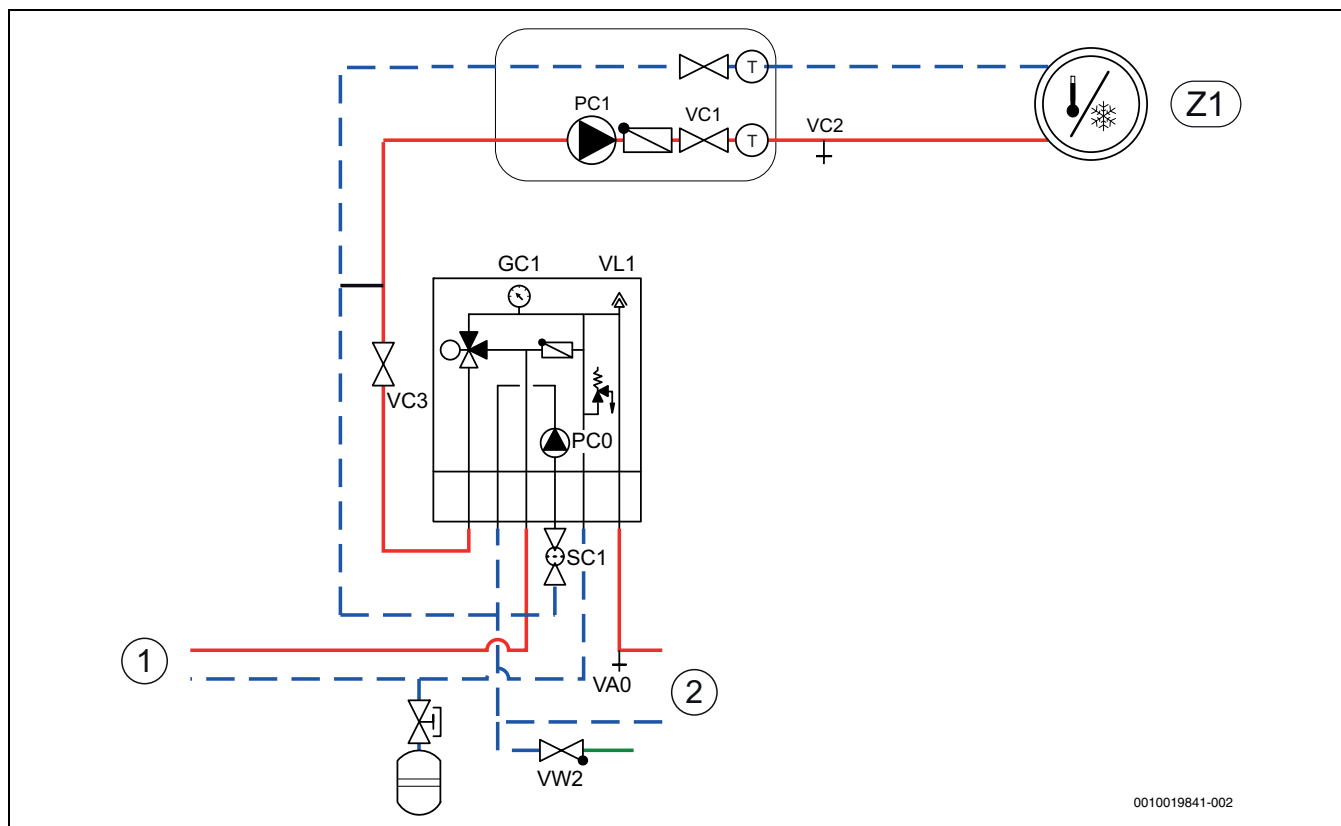 T
PC1
VC1
T
VC2
Z1
GC1
VL1
VC3
PC0
SC1
1
VA0
2
VW2
0010019841-002